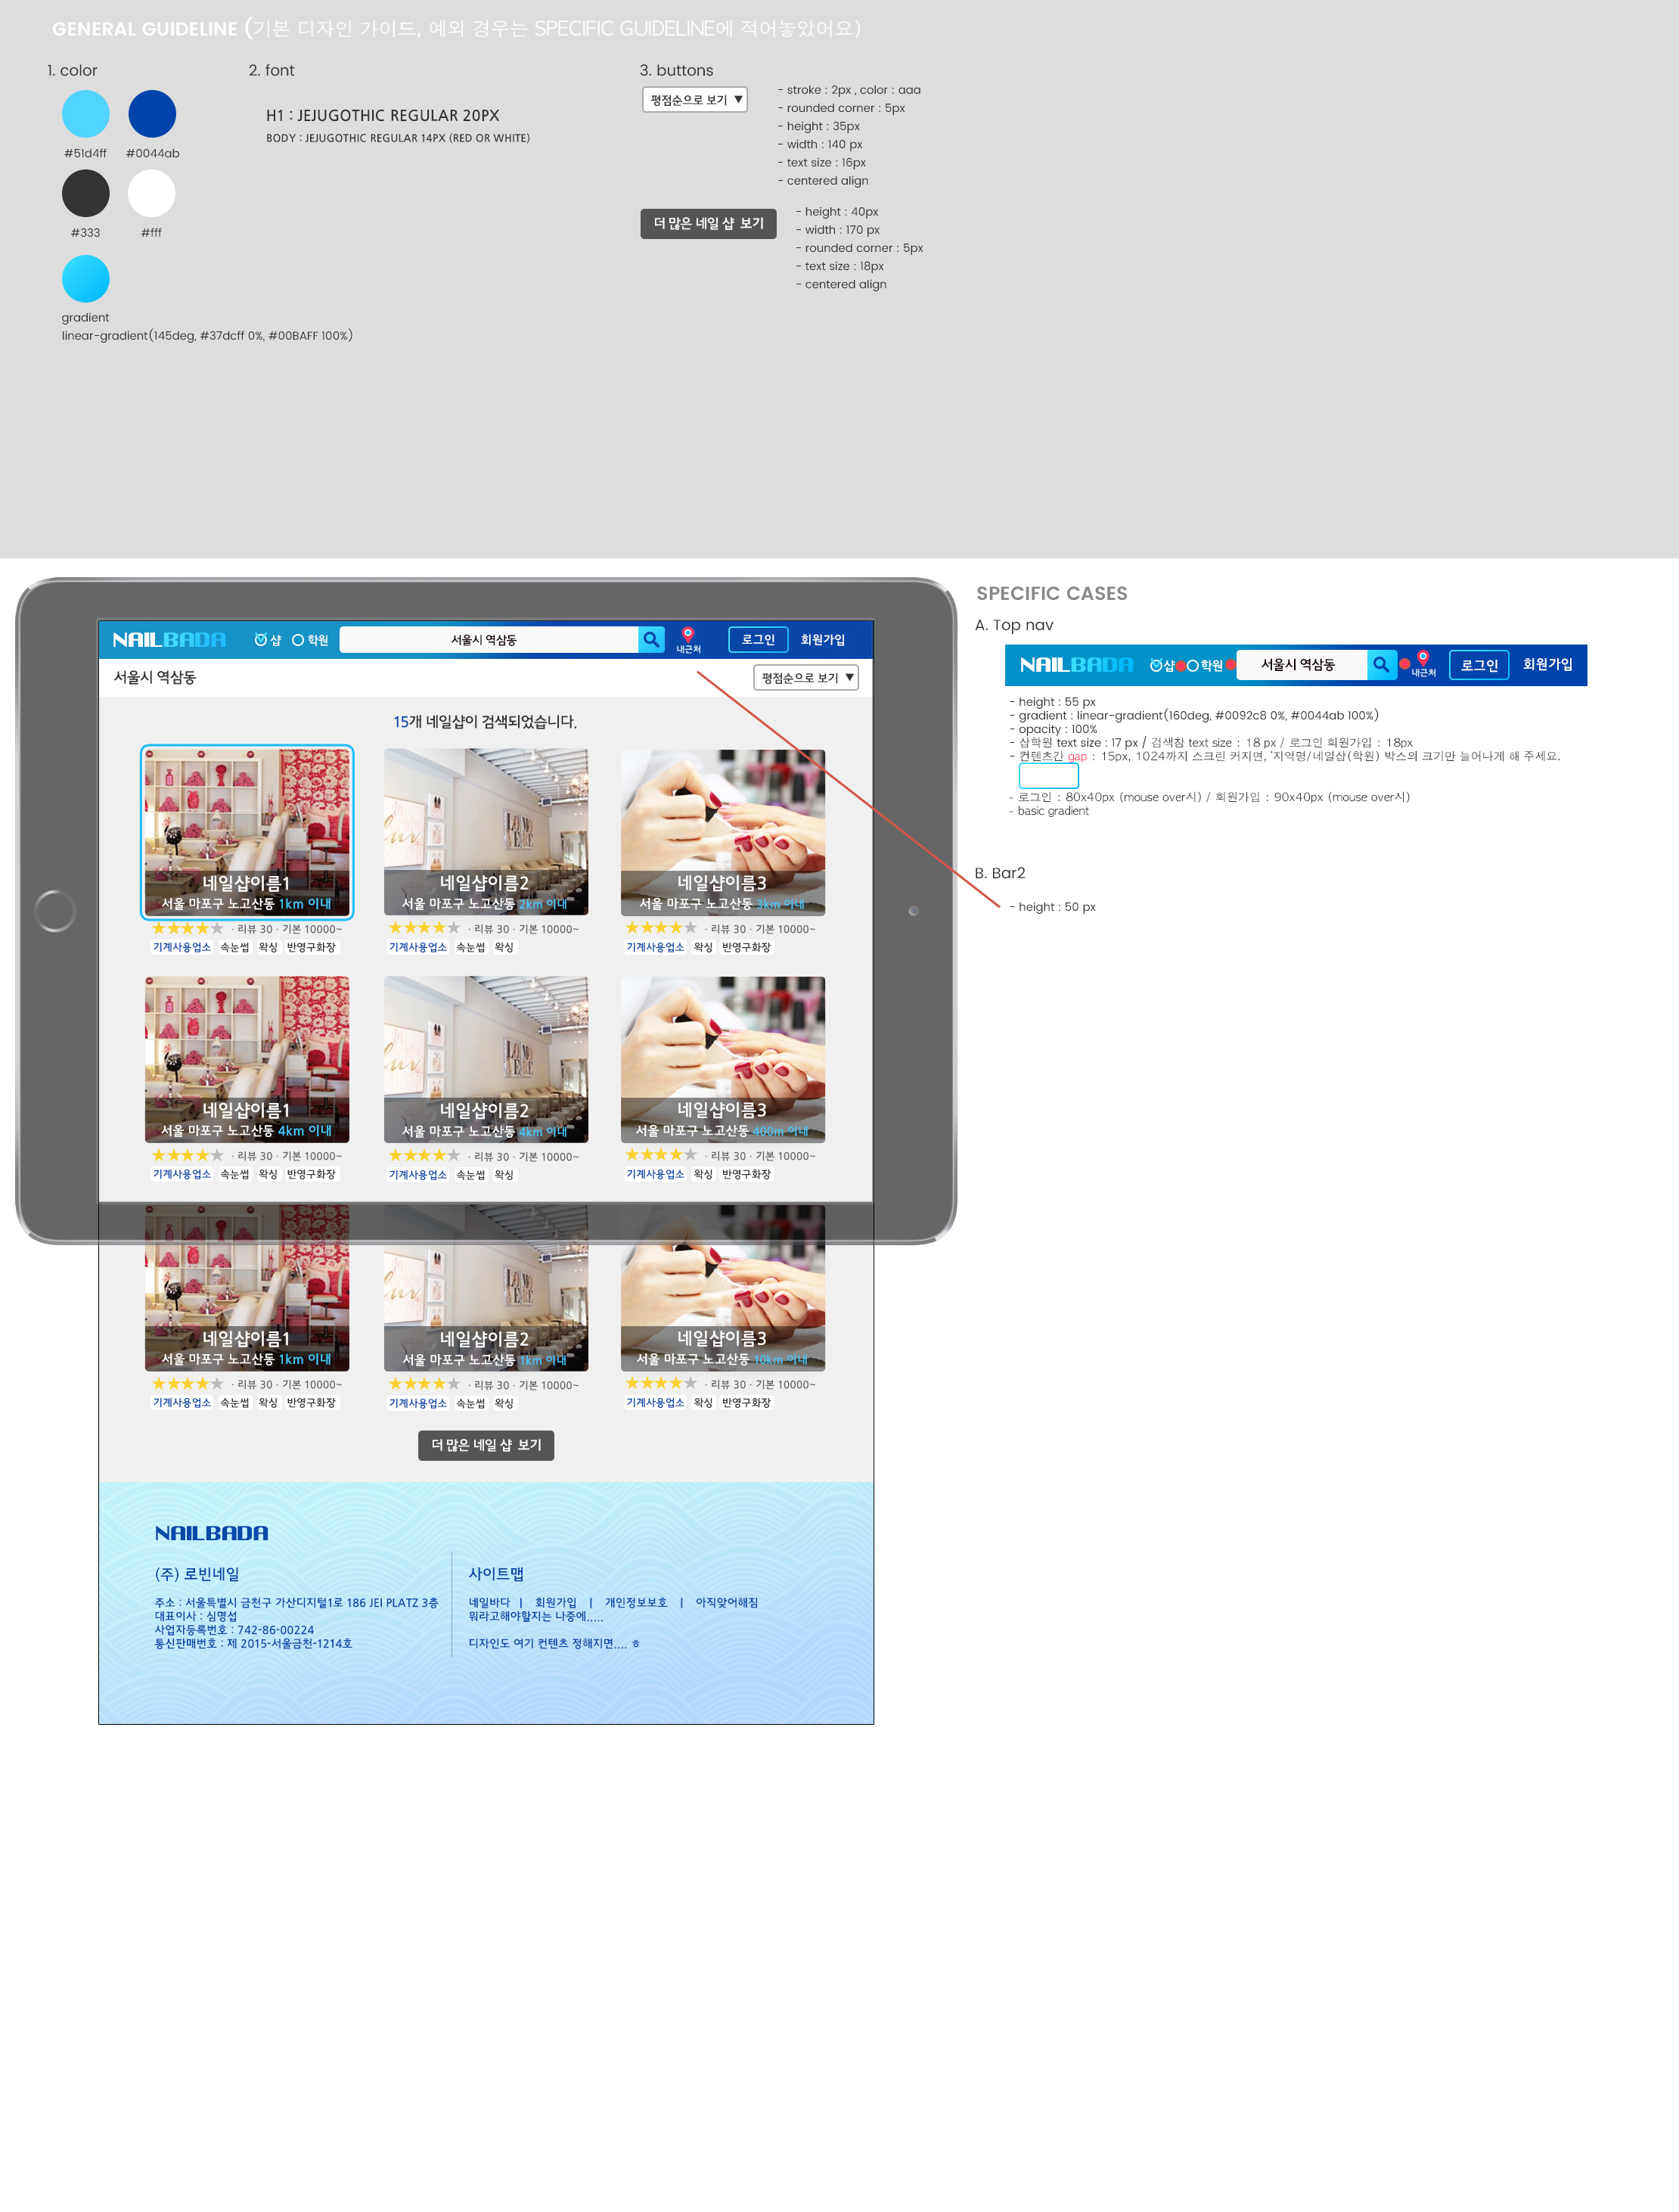 GENERAL GUIDELINE (기본 디자인 가이드, 예외 경우는 SPECIFIC GUIDELINE에 적어놓았어요)
1. color
#51d4ff #0044ab
#333 #fff
gradient
linear-gradient(145deg, #37dcff 0%, #00BAFF 100%)
2. font
H1 : JEJUGOTHIC REGULAR 20PX
BODY : JEJUGOTHIC REGULAR 14PX (RED OR WHITE)
3. buttons
평점순으로 보기 ▼
- stroke : 2px , color : aaa
- rounded corner : 5px
- height : 35px
- width : 140 px
- text size : 16px
- centered align
더 많은 네일 샵 보기
- height : 40px
- width : 170 px
- rounded corner : 5px
- text size : 18px
- centered align
NAILBADA 샵 학원 서울시 역삼동 내근처 로그인 회원가입
서울시 역삼동 평점순으로 보기 ▼
15개 네일샵이 검색되었습니다.
네일샵이름1 네일샵이름2 네일샵이름3
서울 마포구 노고산동 1km 이내 서울 마포구 노고산동 2km 이내 서울 마포구 노고산동 3km 이내
· 리뷰 30 · 기본 10000~ · 리뷰 30 · 기본 10000~ · 리뷰 30 · 기본 10000~
기계사용업소 속눈썹 왁싱 반영구화장 기계사용업소 속눈썹 왁싱 기계사용업소 왁싱 반영구화장
네일샵이름1 네일샵이름2 네일샵이름3
서울 마포구 노고산동 4km 이내 서울 마포구 노고산동 4km 이내 서울 마포구 노고산동 400m 이내
· 리뷰 30 · 기본 10000~ · 리뷰 30 · 기본 10000~ · 리뷰 30 · 기본 10000~
기계사용업소 속눈썹 왁싱 반영구화장 기계사용업소 속눈썹 왁싱 기계사용업소 왁싱 반영구화장
네일샵이름1 네일샵이름2 네일샵이름3
서울 마포구 노고산동 1km 이내 서울 마포구 노고산동 1km 이내 서울 마포구 노고산동 10km 이내
· 리뷰 30 · 기본 10000~ · 리뷰 30 · 기본 10000~ · 리뷰 30 · 기본 10000~
기계사용업소 속눈썹 왁싱 반영구화장 기계사용업소 속눈썹 왁싱 기계사용업소 왁싱 반영구화장
더 많은 네일 샵 보기
NAILBADA
(주) 로빈네일
주소 : 서울특별시 금천구 가산디지털1로 186 JEI PLATZ 3층
대표이사 : 심명섭
사업자등록번호 : 742-86-00224
통신판매번호 : 제 2015-서울금천-1214호
사이트맵
네일바다 | 회원가입 | 개인정보보호 | 아직잊어해짐
뭐라고해야할지는 나중에.....
디자인도 여기 컨텐츠 정해지면.... ㅎ
SPECIFIC CASES
A. Top nav
NAILBADA 샵 학원 서울시 역삼동 내근처 로그인 회원가입
- height : 55 px
- gradient : linear-gradient(160deg, #0092c8 0%, #0044ab 100%)
- opacity : 100%
- 샵학원 text size : 17 px / 검색창 text size : 18 px / 로그인 회원가입 : 18px
- 컨텐츠간 gap : 15px, 1024까지 스크린 커지면, '지역명/네일샵(학원) 박스의 크기만 늘어나게 해 주세요.
- 로그인 : 80x40px (mouse over시) / 회원가입 : 90x40px (mouse over시)
- basic gradient
B. Bar2
- height : 50 px